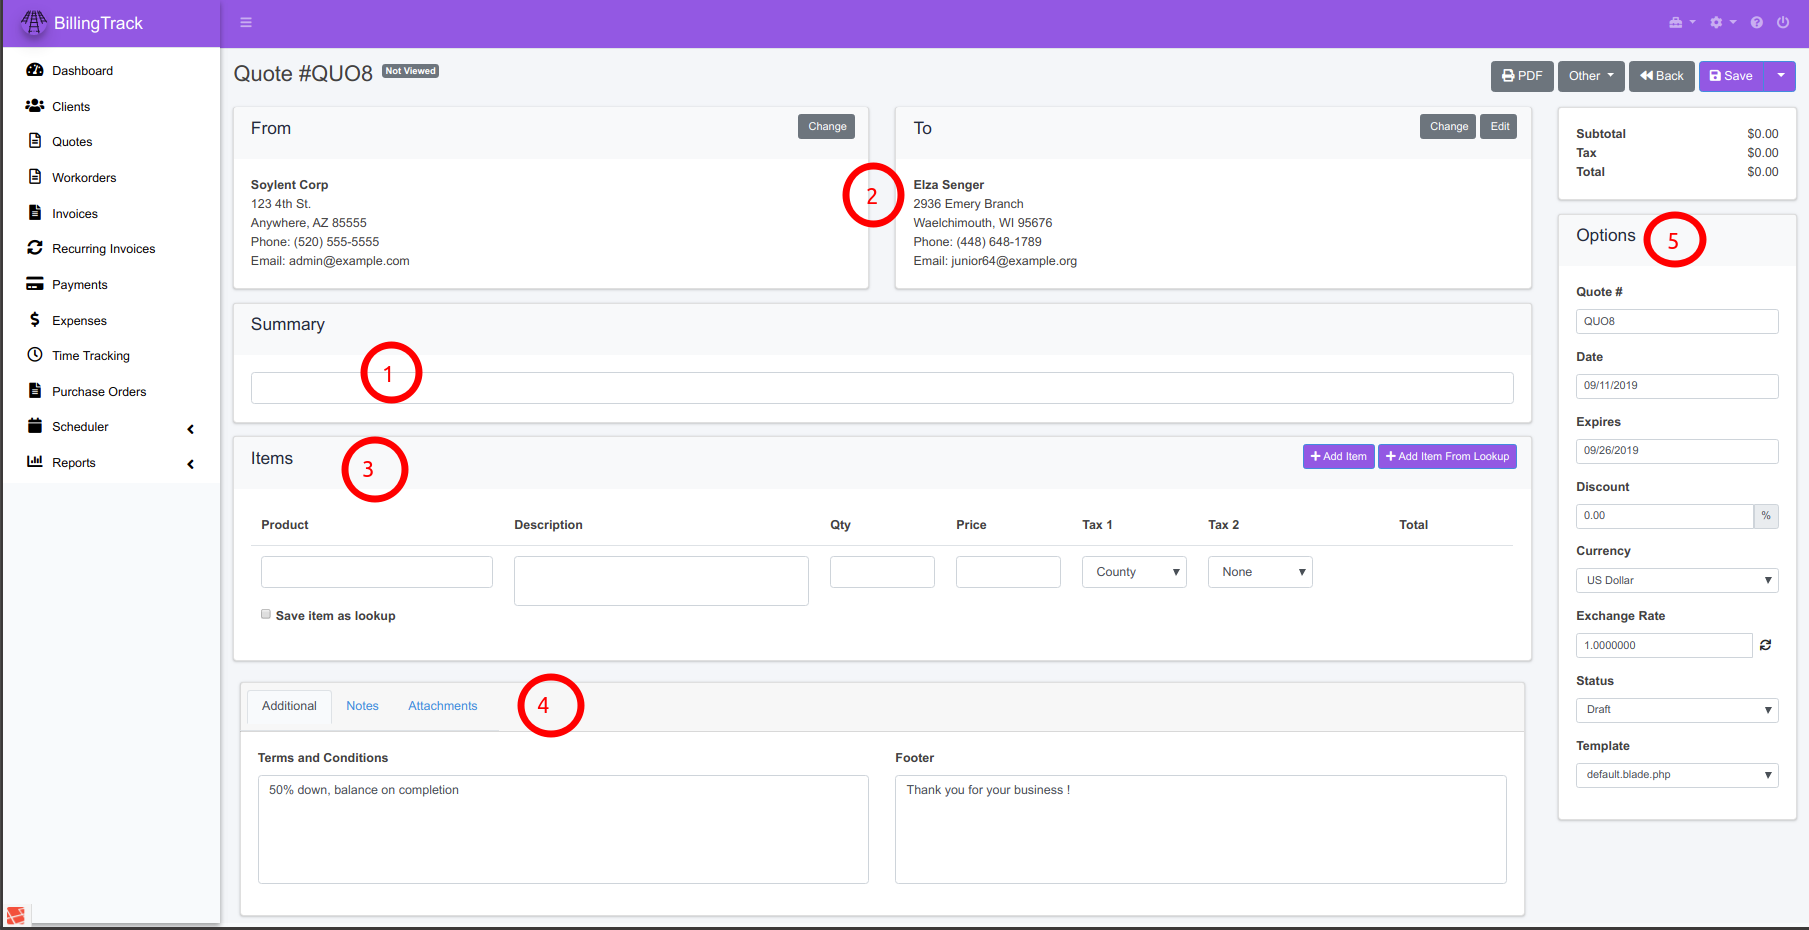 BillingTrack
Dashboard
Clients
Quotes
Workorders
Invoices
Recurring Invoices
Payments
Expenses
Time Tracking
Purchase Orders
Scheduler
Reports
Quote #QUO8 Not Viewed
PDF Other Back Save
From Change
Soylent Corp
123 4th St.
Anywhere, AZ 85555
Phone: (520) 555-5555
Email: admin@example.com
2
To Change Edit
Elza Senger
2936 Emery Branch
Waelchimouth, WI 95676
Phone: (448) 648-1789
Email: junior64@example.org
Summary
1
Items 3 Add Item Add Item From Lookup
Product Description Qty Price Tax 1 Tax 2 Total
County None
Save item as lookup
Additional Notes Attachments 4
Terms and Conditions
50% down, balance on completion
Footer
Thank you for your business !
Subtotal $0.00
Tax $0.00
Total $0.00
Options 5
Quote #
QUO8
Date
09/11/2019
Expires
09/26/2019
Discount
0.00 %
Currency
US Dollar
Exchange Rate
1.0000000
Status
Draft
Template
default.blade.php